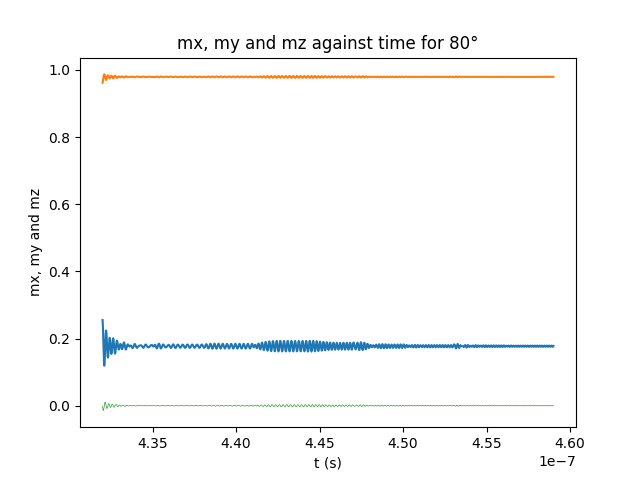 mx, my and mz against time for 80°
mx, my and mz
1.0
0.8
0.6
0.4
0.2
0.0
4.35 4.40 4.45 4.50 4.55 4.60
t (s)
1e−7